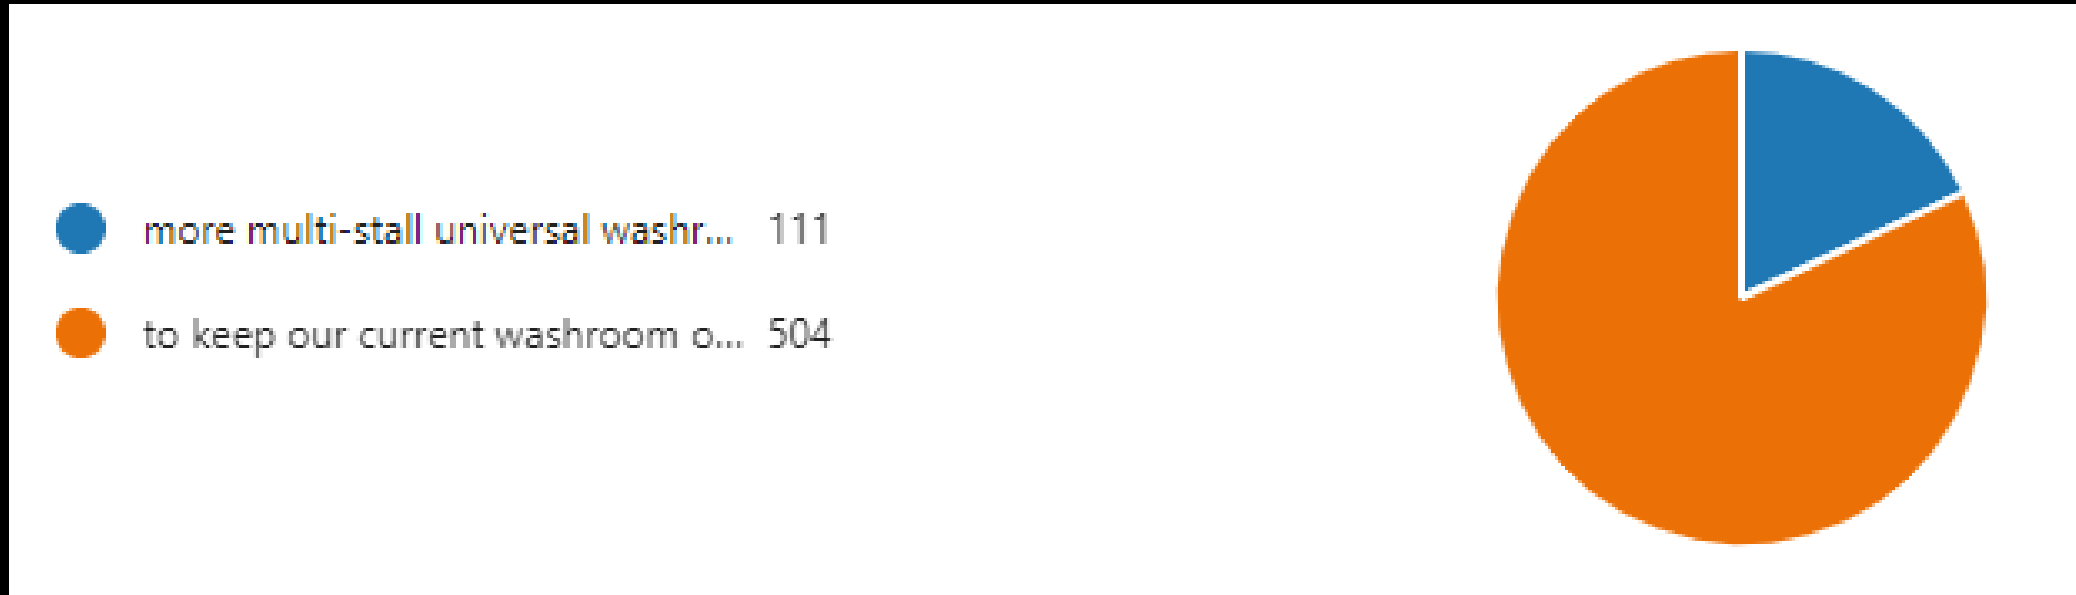 more multi-stall universal washr... 111
to keep our current washroom o... 504